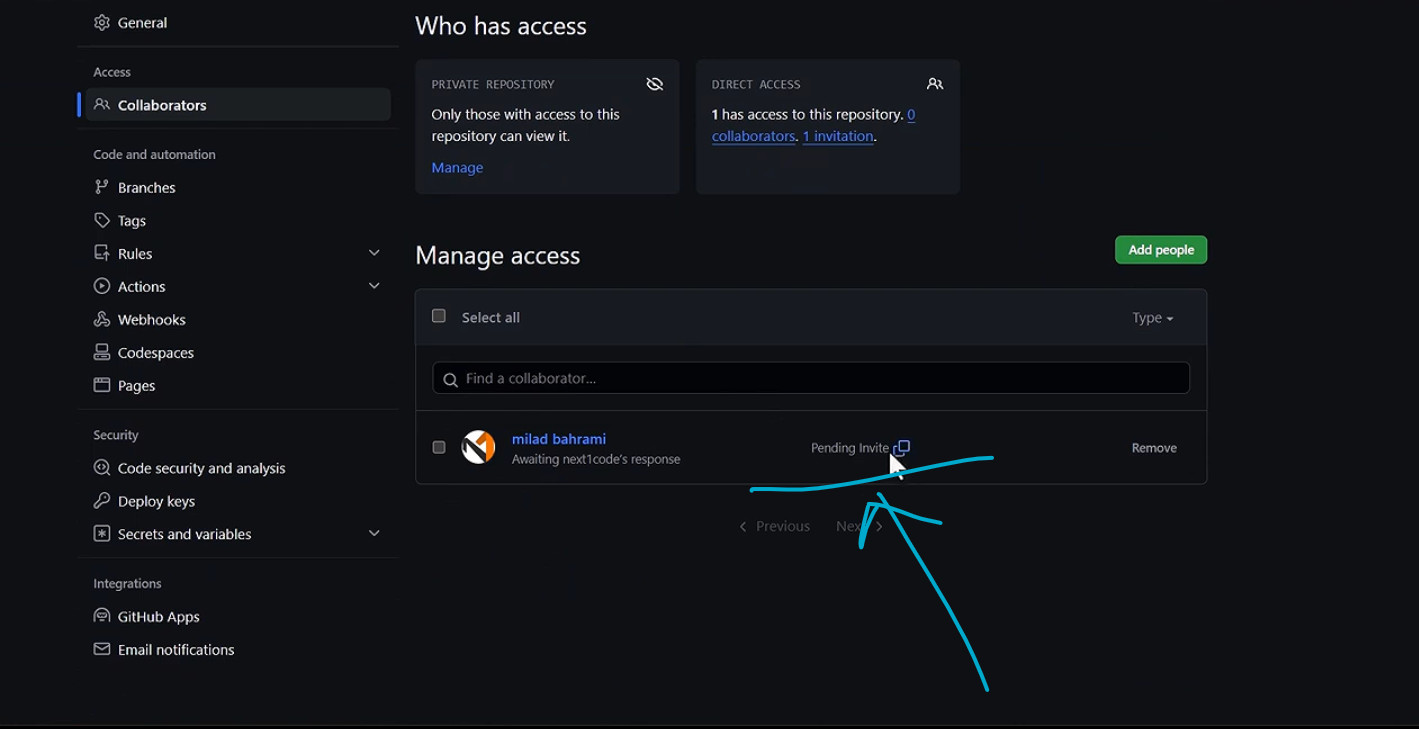 General
Access
Collaborators
Code and automation
Branches
Tags
Rules
Actions
Webhooks
Codespaces
Pages
Security
Code security and analysis
Deploy keys
Secrets and variables
Integrations
GitHub Apps
Email notifications
Who has access
PRIVATE REPOSITORY
Only those with access to this
repository can view it.
Manage
DIRECT ACCESS
1 has access to this repository. 0
collaborators. 1 invitation.
Manage access
Add people
Select all
Type
Find a collaborator...
milad bahrami
Awaiting next1code's response
Pending Invite
Remove
Previous
Next